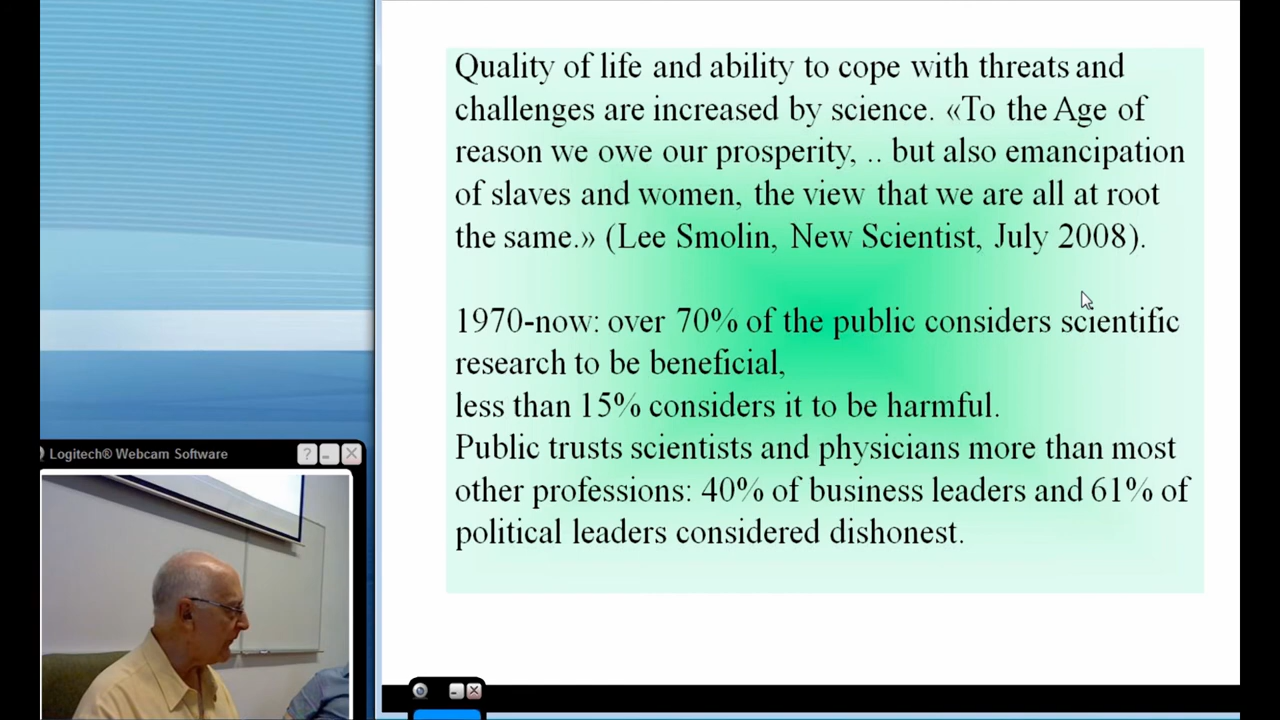 Quality of life and ability to cope with threats and
challenges are increased by science. «To the Age of
reason we owe our prosperity, .. but also emancipation
of slaves and women, the view that we are all at root
the same.» (Lee Smolin, New Scientist, July 2008).
1970-now: over 70% of the public considers scientific
research to be beneficial,
less than 15% considers it to be harmful.
Public trusts scientists and physicians more than most
other professions: 40% of business leaders and 61% of
political leaders considered dishonest.
Logitech® Webcam Software